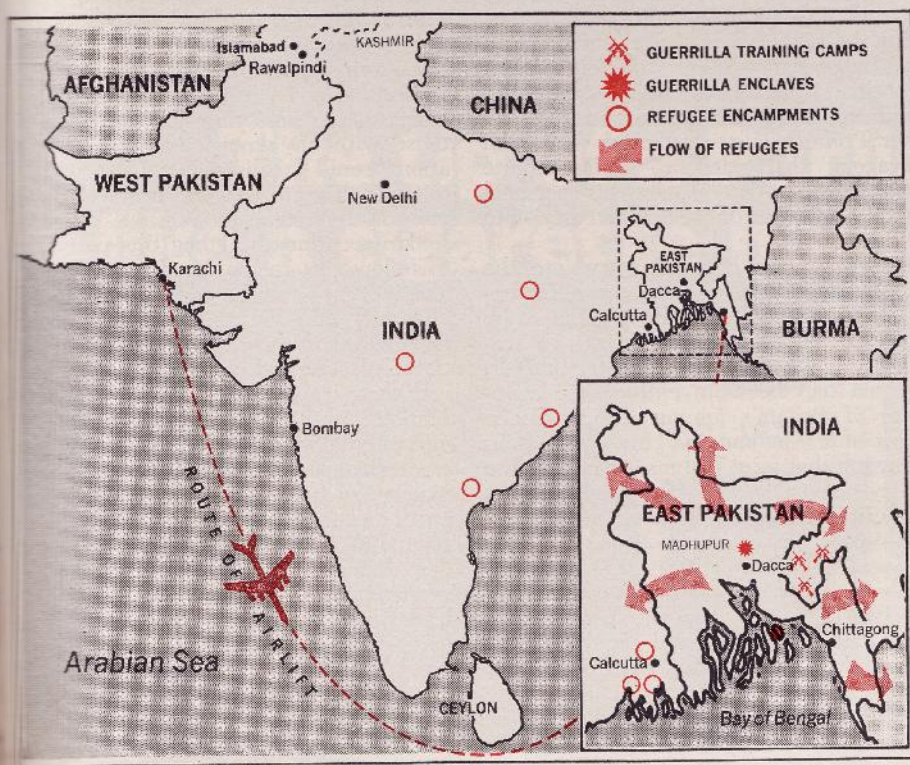 Islamabad
Rawalpindi
KASHMIR
AFGHANISTAN
CHINA
WEST PAKISTAN
New Delhi
Karachi
EAST
PAKISTAN
Dacca
Calcutta
INDIA
BURMA
Bombay
ROUTE OF AIRLIFT
Arabian Sea
CEYLON
GUERRILLA TRAINING CAMPS
GUERRILLA ENCLAVES
REFUGEE ENCAMPMENTS
FLOW OF REFUGEES
INDIA
EAST PAKISTAN
MADHUPUR
Dacca
Chittagong
Calcutta
Bay of Bengal